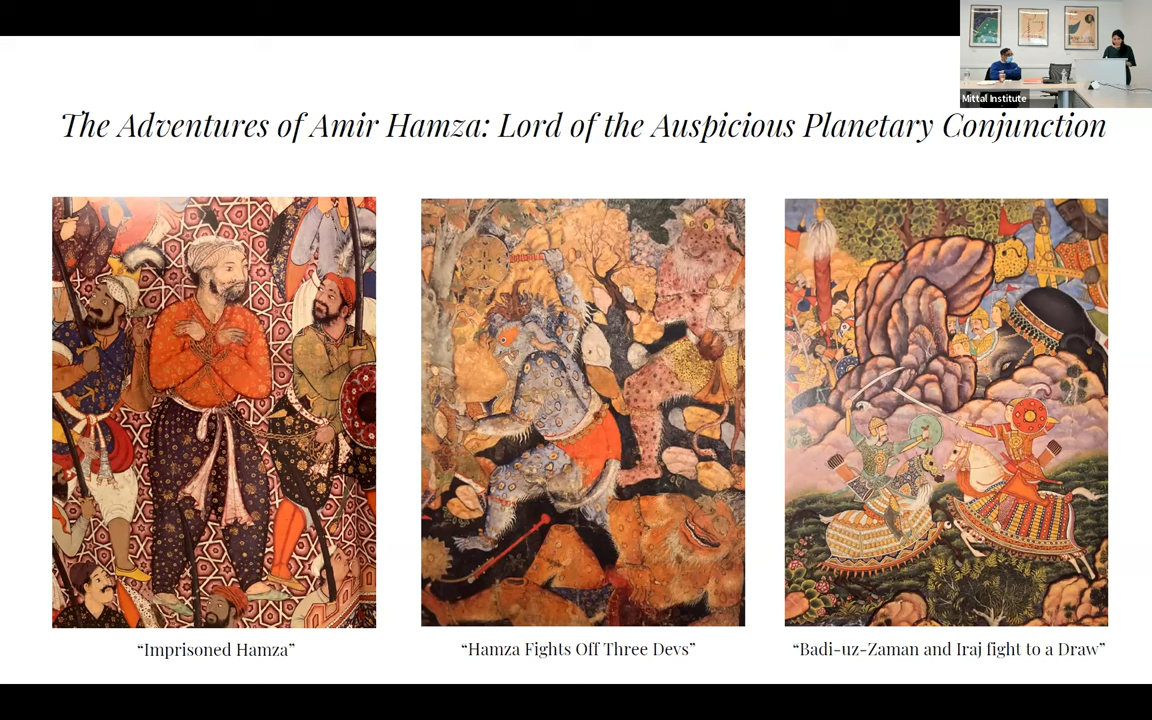 Mittal Institute
The Adventures of Amir Hamza: Lord of the Auspicious Planetary Conjunction
“Imprisoned Hamza”
“Hamza Fights Off Three Devs”
“Badi-uz-Zaman and Iraj fight to a Draw”